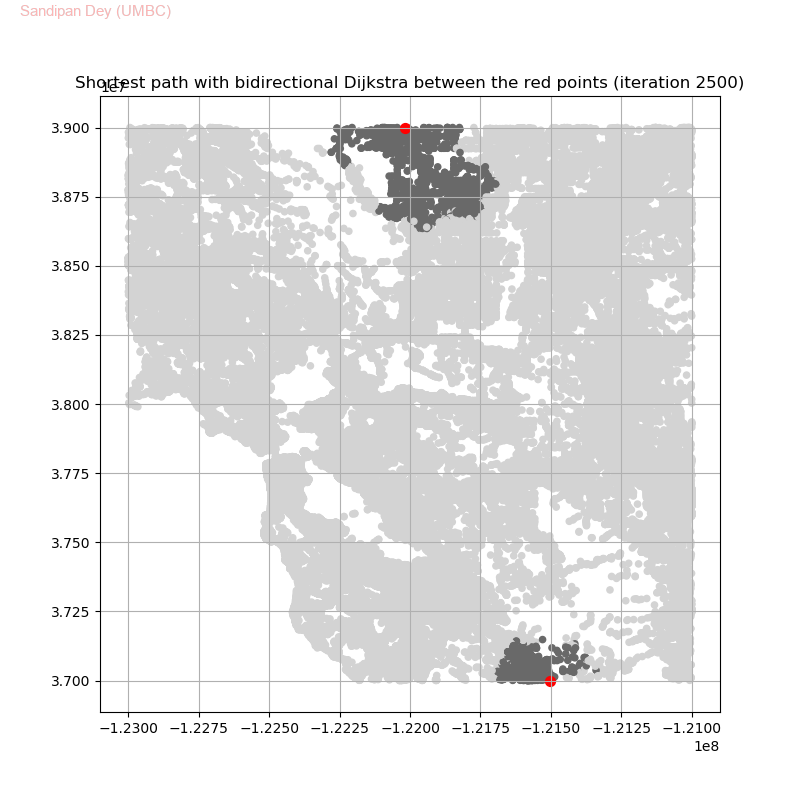 Sandipan Dey (UMBC)
Shortest path with bidirectional Dijkstra between the red points (iteration 2500)
1e7
3.900
3.875
3.850
3.825
3.800
3.775
3.750
3.725
3.700
−1.2300 −1.2275 −1.2250 −1.2225 −1.2200 −1.2175 −1.2150 −1.2125 −1.2100
1e8